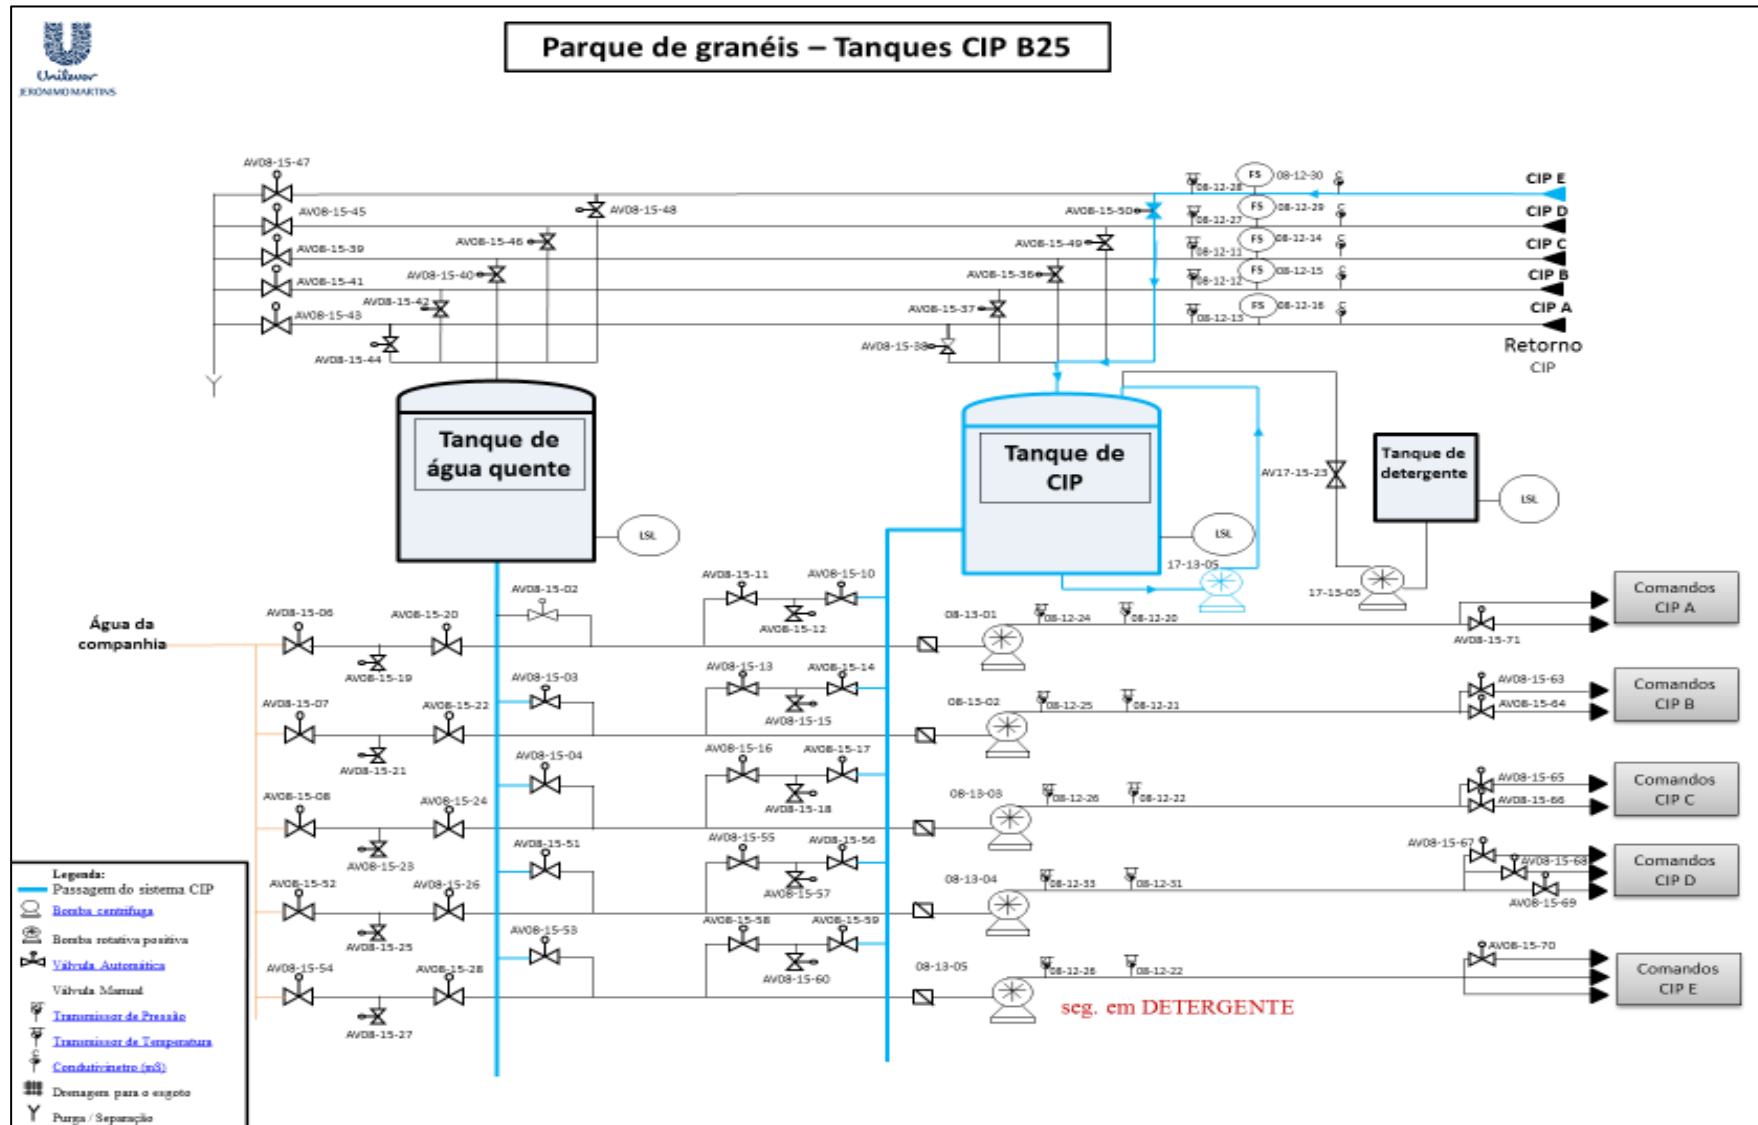 Unilever
JERÓNIMO MARTINS
Parque de granéis – Tanques CIP B25
AV08-15-47
AV08-15-45
AV08-15-39
AV08-15-41
AV08-15-43
AV08-15-48
AV08-15-46
AV08-15-40
AV08-15-42
AV08-15-44
AV08-15-50
AV08-15-49
AV08-15-36
AV08-15-37
AV08-15-38
08-12-28
FS
08-12-30
C
CIP E
08-12-27
FS
08-12-29
C
CIP D
08-12-11
FS
08-12-14
C
CIP C
08-12-12
FS
08-12-15
C
CIP B
08-12-13
FS
08-12-16
C
CIP A
Retorno
CIP
Tanque de
água quente
LSL
Tanque de
CIP
LSL
17-13-05
AV17-15-23
Tanque de
detergente
LSL
17-13-03
Água da
companhia
AV08-15-06
AV08-15-20
AV08-15-19
AV08-15-02
AV08-15-11
AV08-15-10
AV08-15-12
08-13-01
08-12-24
08-12-20
AV08-15-71
Comandos
CIP A
AV08-15-07
AV08-15-22
AV08-15-21
AV08-15-03
AV08-15-13
AV08-15-14
AV08-15-15
08-13-02
08-12-25
08-12-21
AV08-15-63
AV08-15-64
Comandos
CIP B
AV08-15-08
AV08-15-24
AV08-15-23
AV08-15-04
AV08-15-16
AV08-15-17
AV08-15-18
08-13-03
08-12-26
08-12-22
AV08-15-65
AV08-15-66
Comandos
CIP C
AV08-15-52
AV08-15-26
AV08-15-25
AV08-15-51
AV08-15-55
AV08-15-56
AV08-15-57
08-13-04
08-12-33
08-12-31
AV08-15-67
AV08-15-68
AV08-15-69
Comandos
CIP D
AV08-15-54
AV08-15-28
AV08-15-27
AV08-15-53
AV08-15-58
AV08-15-59
AV08-15-60
08-13-05
08-12-26
08-12-22
AV08-15-70
Comandos
CIP E
seg. em DETERGENTE
Legenda:
Passagem do sistema CIP
Bomba centrífuga
Bomba rotativa positiva
Válvula Automática
Válvula Manual
Transmissor de Pressão
Transmissor de Temperatura
Condutivímetro (mS)
Drenagem para o esgoto
Purga / Separação